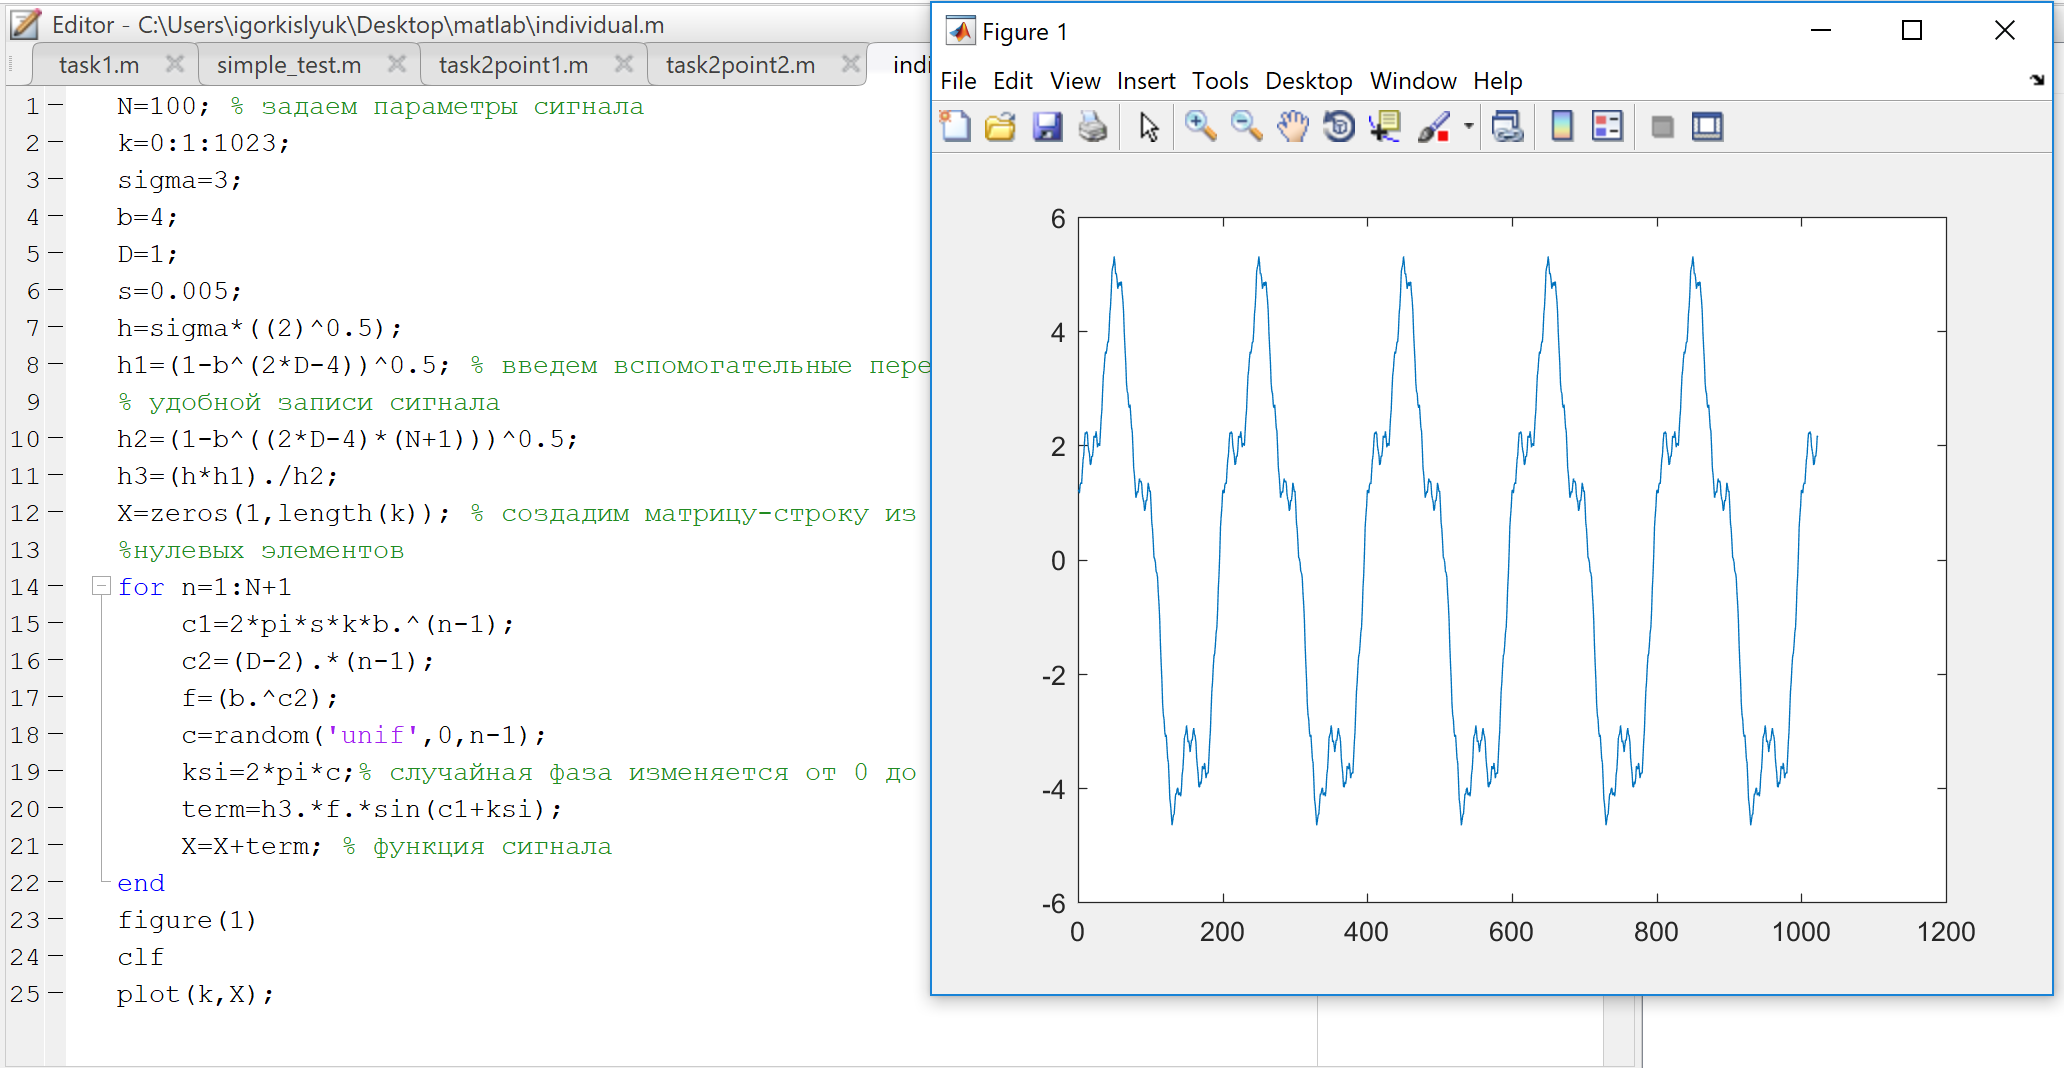 Editor - C:\Users\igorkislyuk\Desktop\matlab\individual.m
task1.m simple_test.m task2point1.m task2point2.m
1 N=100; % задаем параметры сигнала
2 k=0:1:1023;
3 sigma=3;
4 b=4;
5 D=1;
6 s=0.005;
7 h=sigma*((2)^0.5);
8 h1=(1-b^(2*D-4))^0.5; % введем вспомогательные пере
9 % удобной записи сигнала
10 h2=(1-b^((2*D-4)*(N+1)))^0.5;
11 h3=(h*h1)./h2;
12 X=zeros(1,length(k)); % создадим матрицу-строку из
13 %нулевых элементов
14 for n=1:N+1
15 c1=2*pi*s*k*b.^(n-1);
16 c2=(D-2).*(n-1);
17 f=(b.^c2);
18 c=random('unif',0,n-1);
19 ksi=2*pi*c;% случайная фаза изменяется от 0 до
20 term=h3.*f.*sin(c1+ksi);
21 X=X+term; % функция сигнала
22 end
23 figure(1)
24 clf
25 plot(k,X);
Figure 1
File Edit View Insert Tools Desktop Window Help
6
4
2
0
-2
-4
-6
0 200 400 600 800 1000 1200